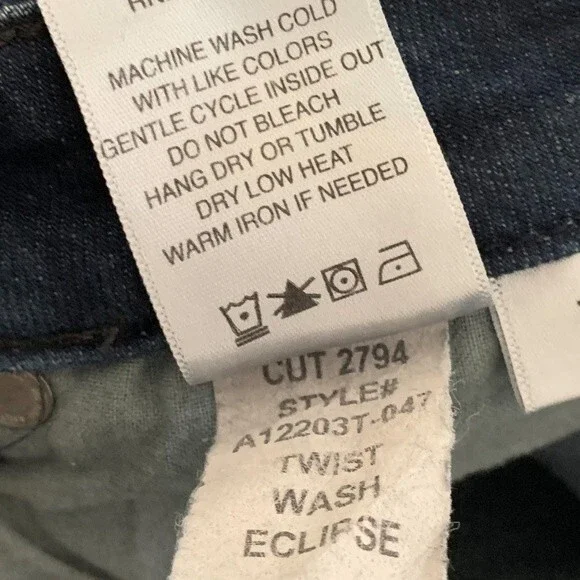 MACHINE WASH COLD
WITH LIKE COLORS
GENTLE CYCLE INSIDE OUT
DO NOT BLEACH
HANG DRY OR TUMBLE
DRY LOW HEAT
WARM IRON IF NEEDED
CUT 2794
STYLE#
A12203T-047
TWIST
WASH
ECLIPSE